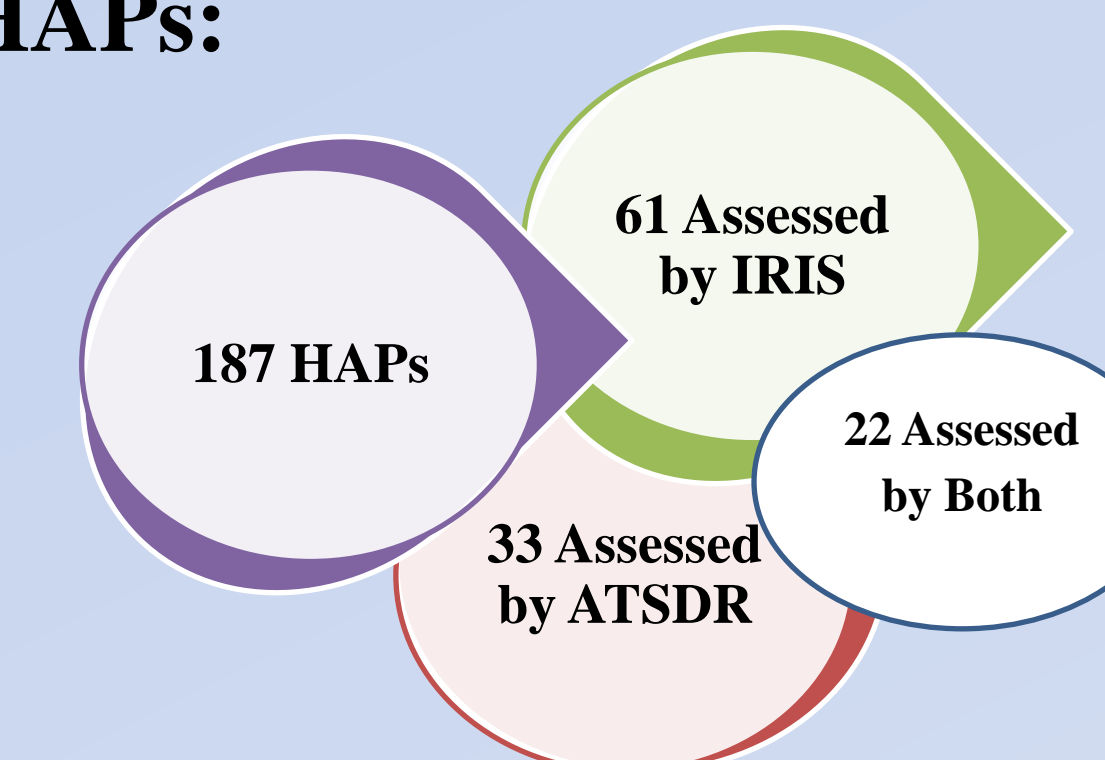 HAPs:
61 Assessed
by IRIS
187 HAPs
22 Assessed
by Both
33 Assessed
by ATSDR